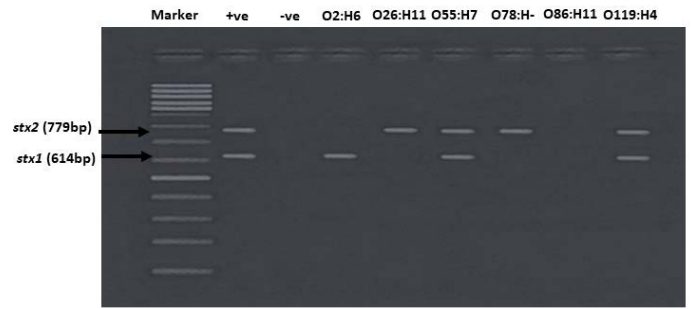 Marker +ve -ve O2:H6 O26:H11 O55:H7 O78:H- O86:H11 O119:H4
stx2 (779bp)
stx1 (614bp)